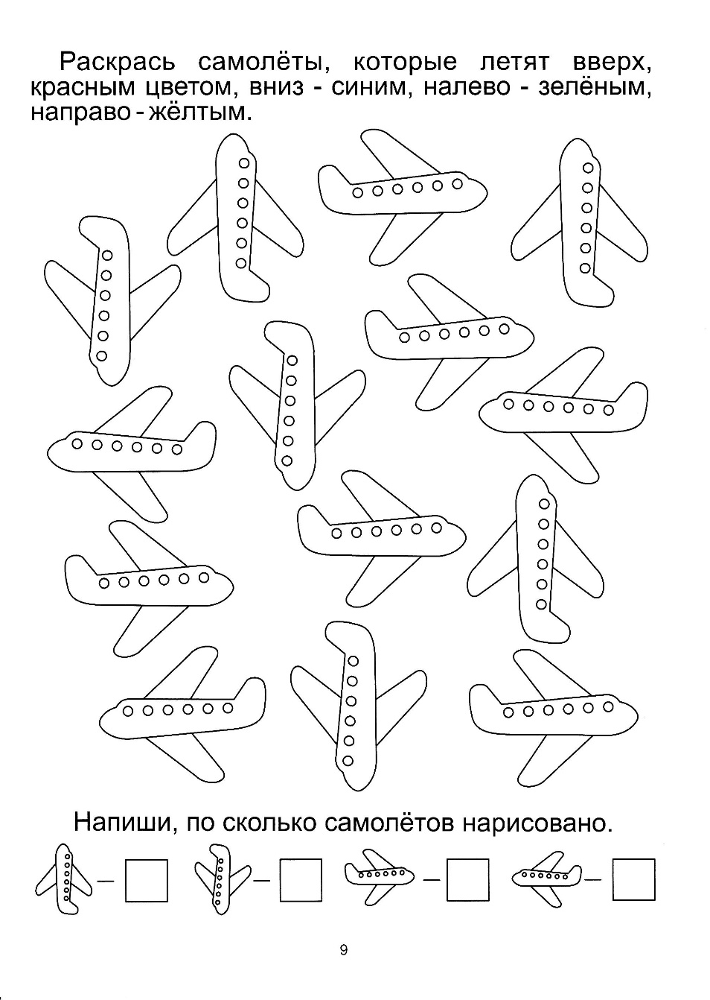 Раскрась самолёты, которые летят вверх,
красным цветом, вниз - синим, налево - зелёным,
направо - жёлтым.
Напиши, по сколько самолётов нарисовано.
9